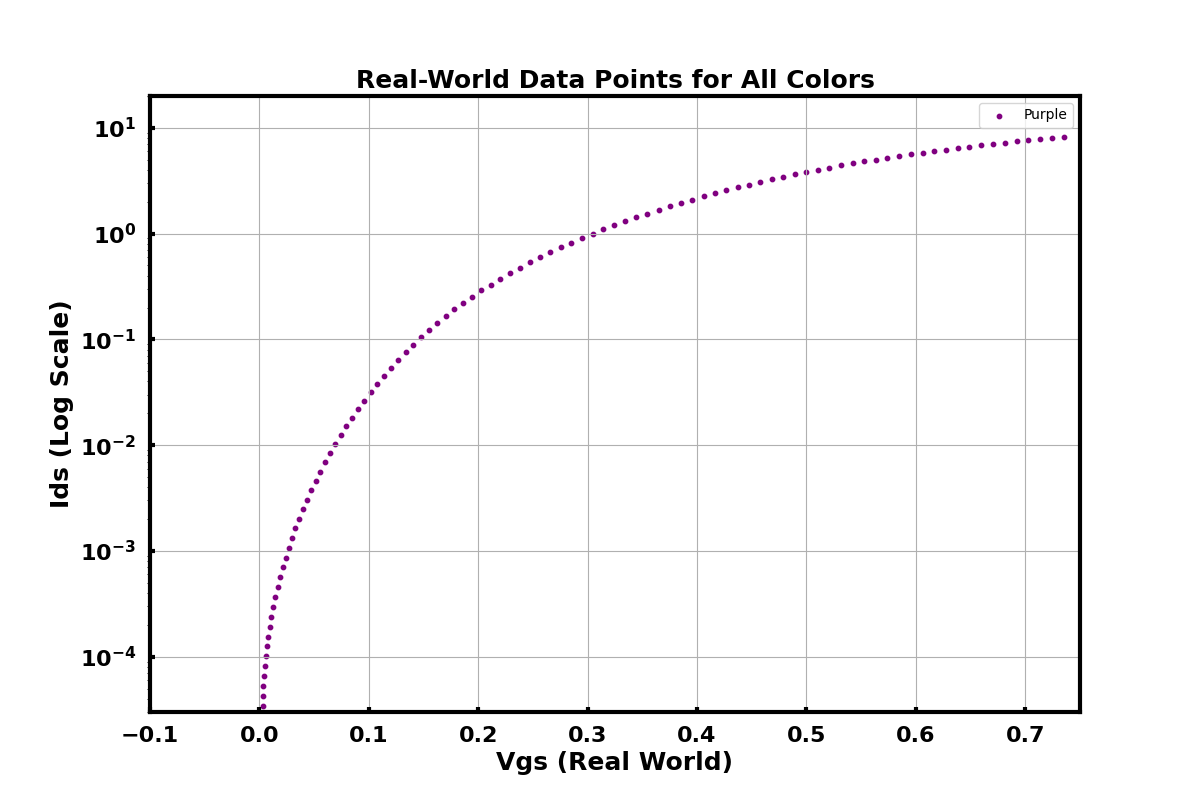 Real-World Data Points for All Colors
Purple
10¹
10⁰
10⁻¹
10⁻²
10⁻³
10⁻⁴
Ids (Log Scale)
−0.1 0.0 0.1 0.2 0.3 0.4 0.5 0.6 0.7
Vgs (Real World)